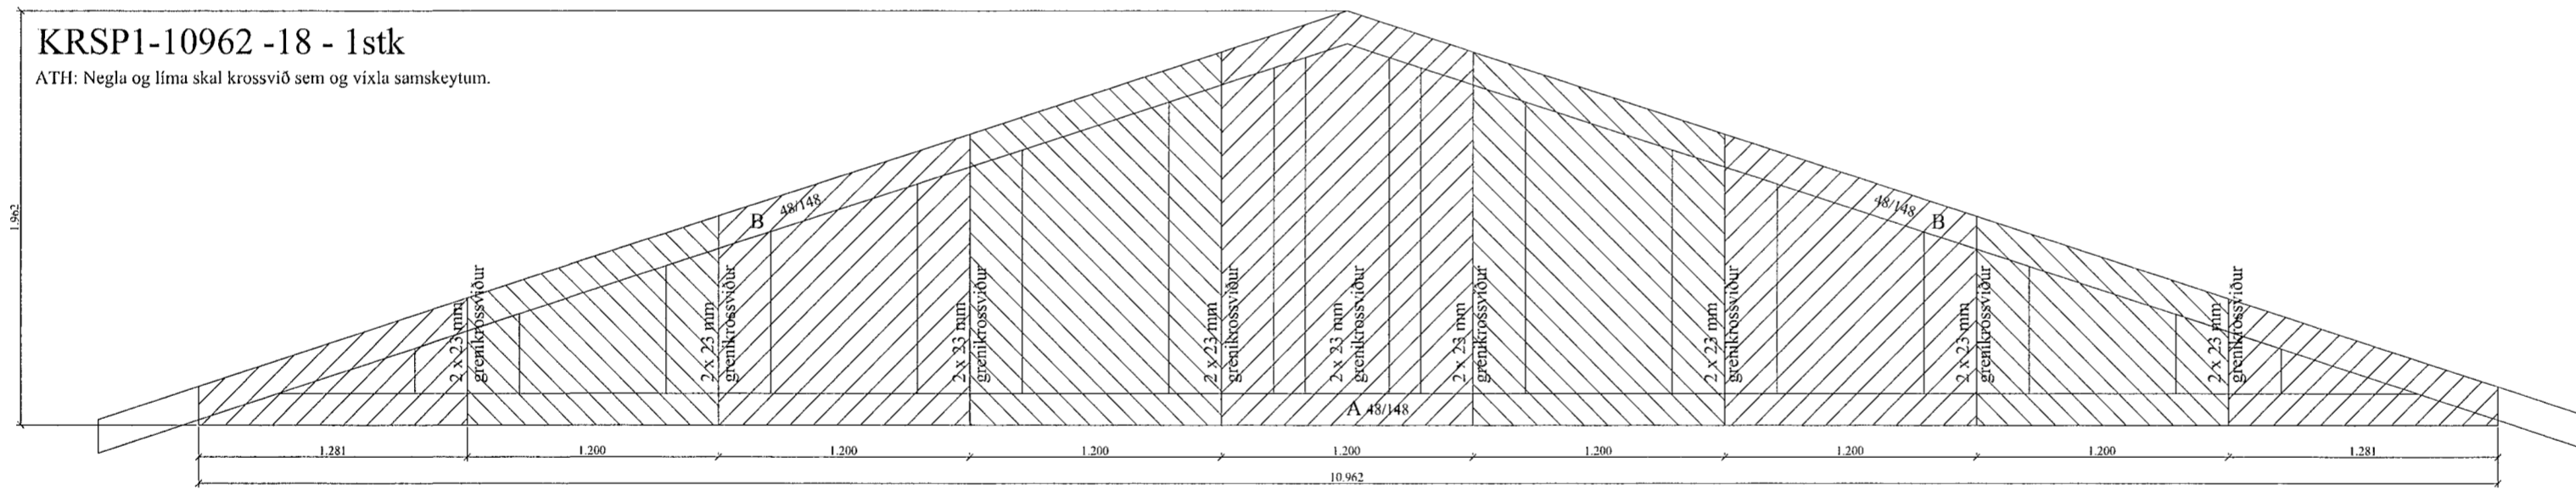 KRSP1-10962 -18 - 1stk
ATH: Negla og líma skal krossvið sem og víxla samskeytum.
1.962
B 48/148
48/148 B
2 x 23 mm
grenikrossviður
2 x 23 mm
grenikrossviður
2 x 23 mm
grenikrossviður
2 x 23 mm
grenikrossviður
2 x 23 mm
grenikrossviður
2 x 23 mm
grenikrossviður
2 x 23 mm
grenikrossviður
2 x 23 mm
grenikrossviður
2 x 23 mm
grenikrossviður
A 48/148
1.281 1.200 1.200 1.200 1.200 1.200 1.200 1.200 1.281
10.962